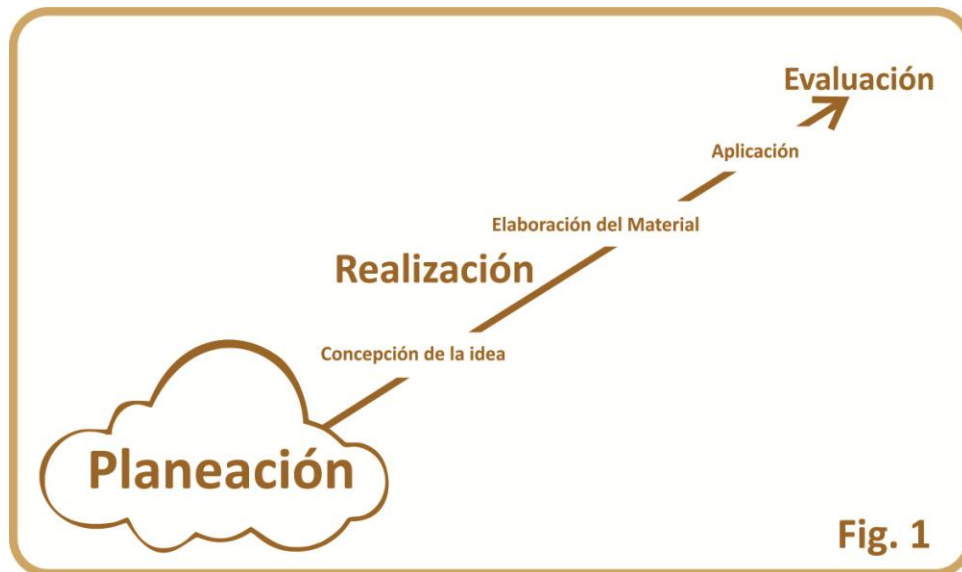 Evaluación
Aplicación
Elaboración del Material
Realización
Concepción de la idea
Planeación
Fig. 1